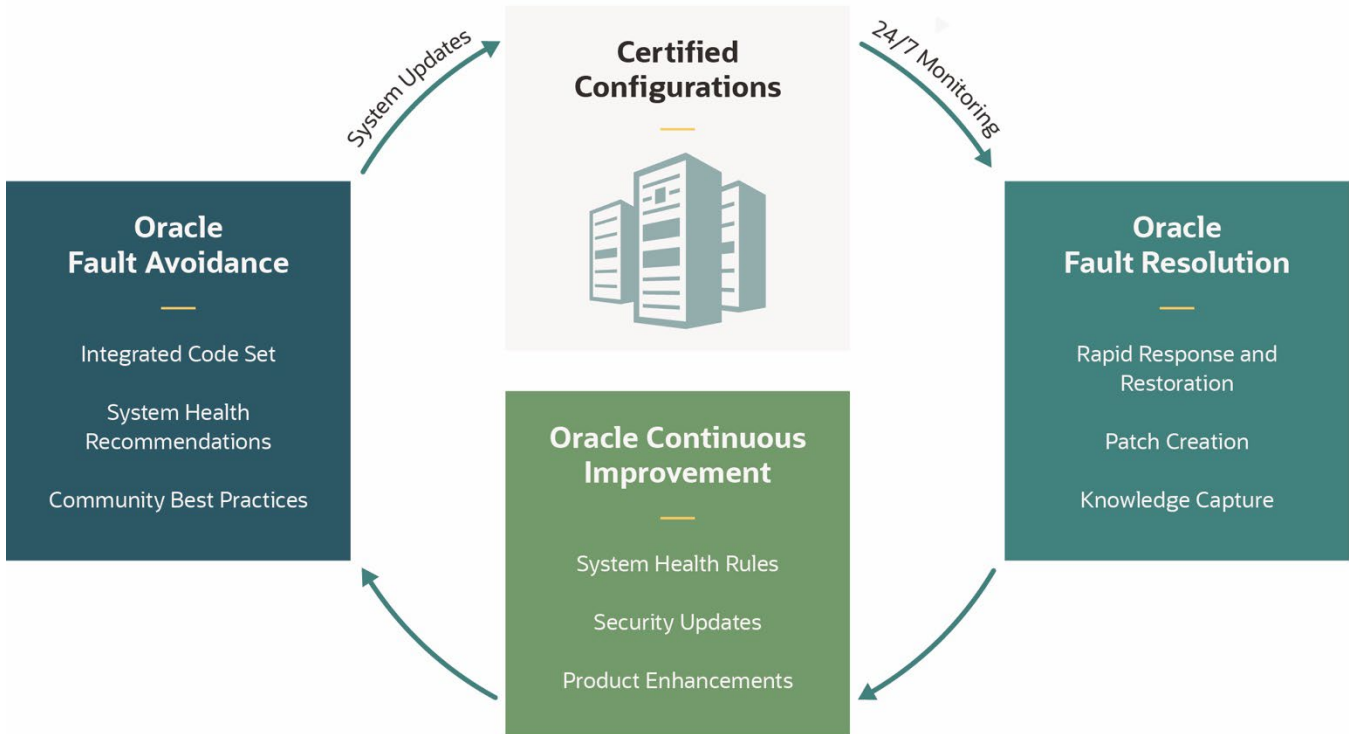 System Updates
Certified
Configurations
24/7 Monitoring
Oracle
Fault Avoidance
Integrated Code Set
System Health
Recommendations
Community Best Practices
Oracle
Fault Resolution
Rapid Response and
Restoration
Patch Creation
Knowledge Capture
Oracle Continuous
Improvement
System Health Rules
Security Updates
Product Enhancements